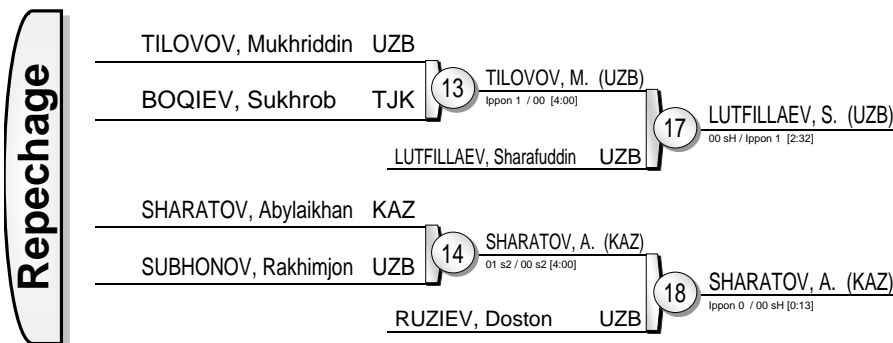 Repechage
TILOVOV, Mukhriddin UZB
BOQIEV, Sukhrob TJK
13
TILOVOV, M. (UZB)
Ippon 1 / 00 [4:00]
LUTFILLAEV, Sharafuddin UZB
17
LUTFILLAEV, S. (UZB)
00 sH / Ippon 1 [2:32]
SHARATOV, Abylaikhan KAZ
SUBHONOV, Rakhimjon UZB
14
SHARATOV, A. (KAZ)
01 s2 / 00 s2 [4:00]
RUZIEV, Doston UZB
18
SHARATOV, A. (KAZ)
Ippon 0 / 00 sH [0:13]